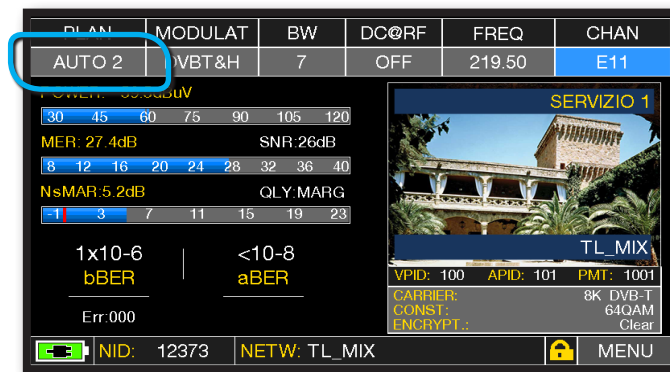 PLAN MODULAT BW DC@RF FREQ CHAN
AUTO 2 DVBT&H 7 OFF 219.50 E11
POWER: dBuV
30 45 60 75 90 105 120
MER: 27.4dB SNR:26dB
8 12 16 20 24 28 32 36 40
NsMAR:5.2dB QLY:MARG
-1 3 7 11 15 19 23
1x10-6 <10-8
bBER aBER
Err:000
SERVIZIO 1
TL_MIX
VPID: 100 APID: 101 PMT: 1001
CARRIER: 8K DVB-T
CONST: 64QAM
ENCRYPT.: Clear
NID: 12373 NETW: TL_MIX MENU